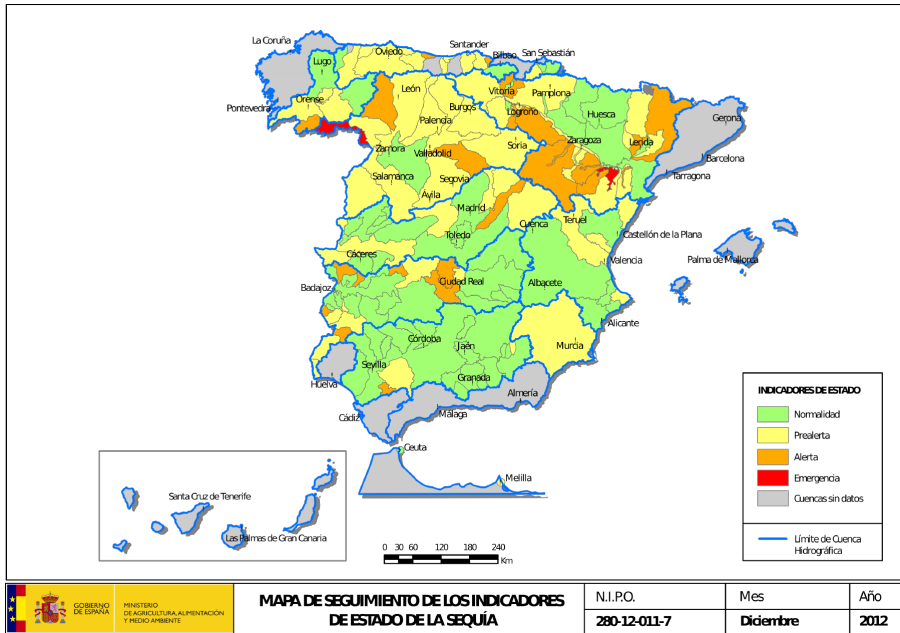 La Coruña
Lugo
Oviedo
Santander
Bilbao
San Sebastián
Pontevedra
Orense
León
Burgos
Palencia
Vitoria
Logroño
Pamplona
Huesca
Gerona
Lerida
Zaragoza
Barcelona
Tarragona
Zamora
Valladolid
Soria
Salamanca
Segovia
Ávila
Madrid
Cuenca
Teruel
Castellón de la Plana
Toledo
Valencia
Palma de Mallorca
Cáceres
Badajoz
Ciudad Real
Albacete
Alicante
Murcia
Córdoba
Jaén
Sevilla
Huelva
Granada
Almería
Cádiz
Málaga
Ceuta
Melilla
Santa Cruz de Tenerife
Las Palmas de Gran Canaria
INDICADORES DE ESTADO
Normalidad
Prealerta
Alerta
Emergencia
Cuencas sin datos
Límite de Cuenca
Hidrográfica
0 30 60 120 180 240
Km
GOBIERNO
DE ESPAÑA
MINISTERIO
DE AGRICULTURA, ALIMENTACIÓN
Y MEDIO AMBIENTE
MAPA DE SEGUIMIENTO DE LOS INDICADORES
DE ESTADO DE LA SEQUÍA
N.I.P.O.
280-12-011-7
Mes
Diciembre
Año
2012